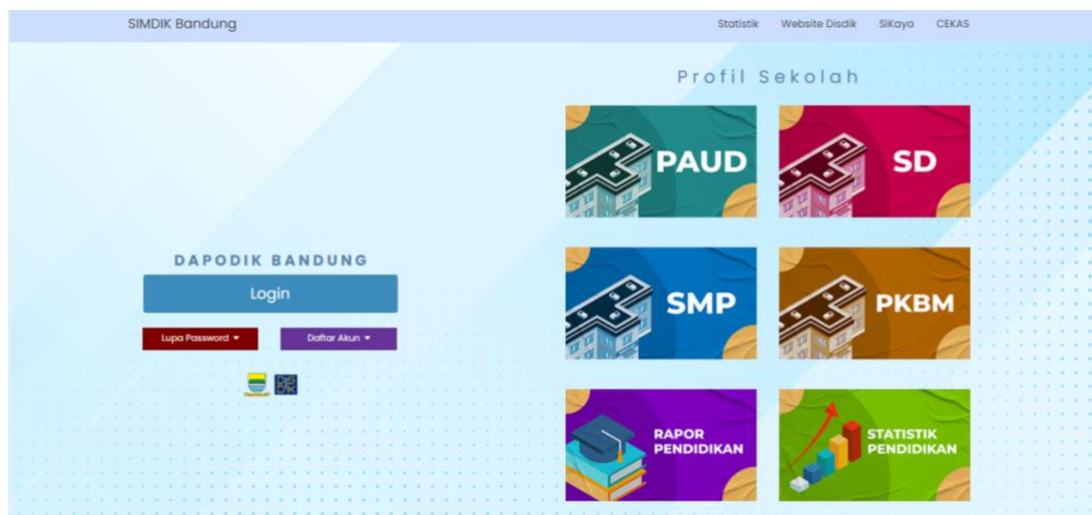 SIMDIK Bandung
Statistik Website Disdik SiKaya CEKAS
Profil Sekolah
PAUD
SD
DAPODIK BANDUNG
Login
Lupa Password
Daftar Akun
SMP
PKBM
RAPOR
PENDIDIKAN
STATISTIK
PENDIDIKAN